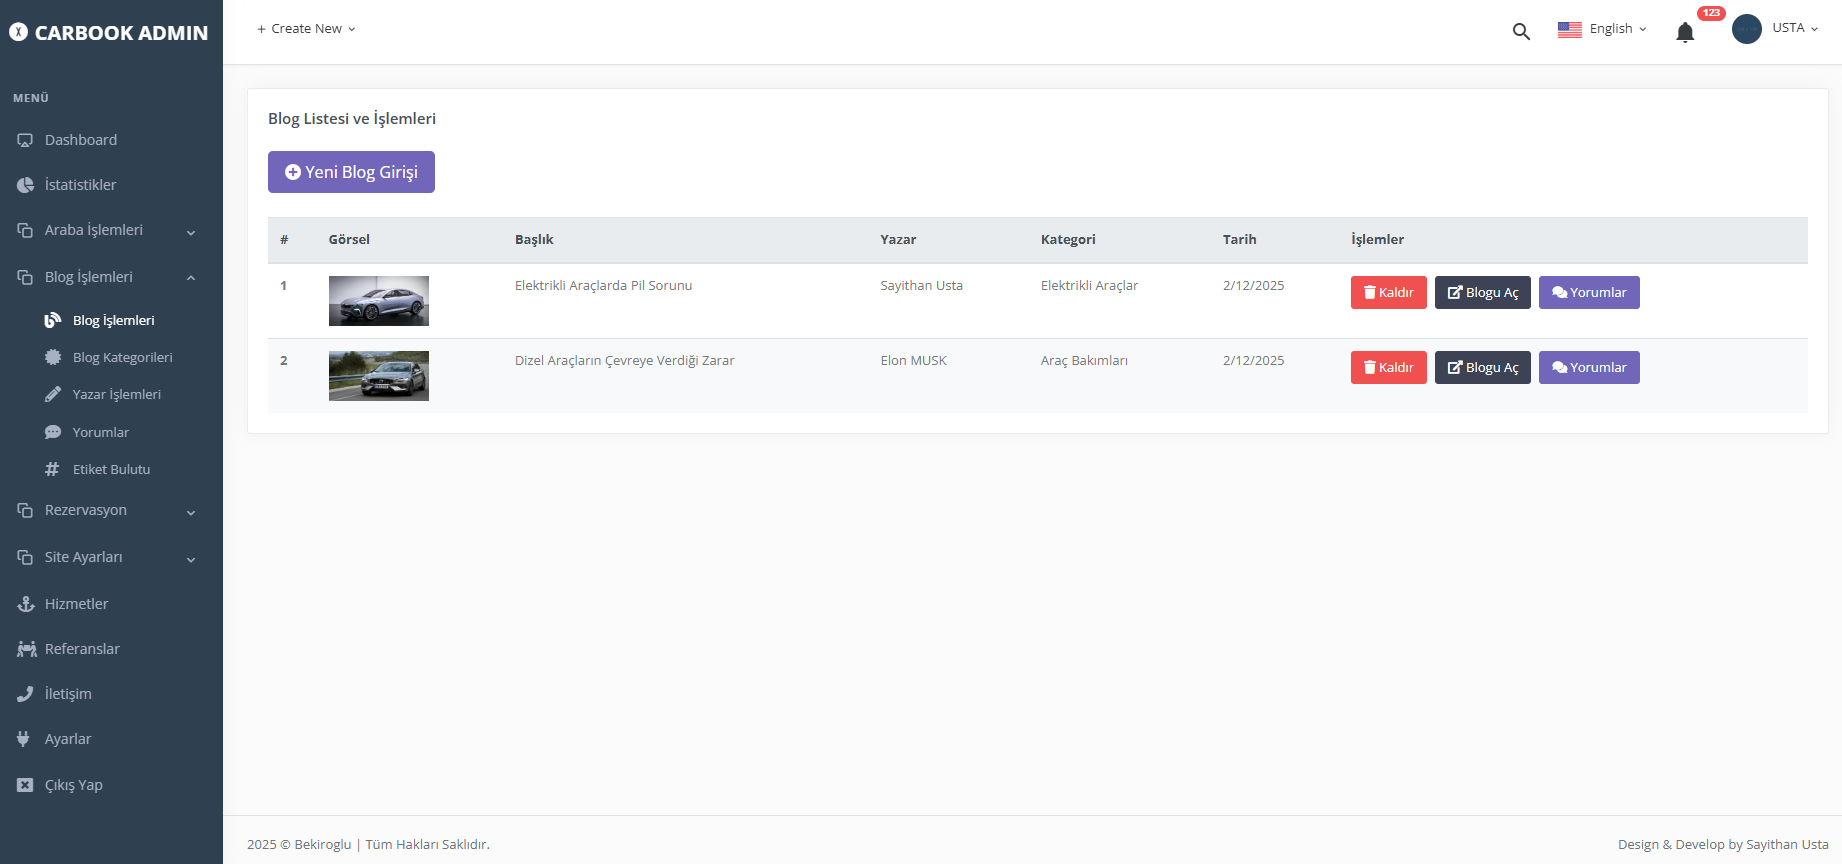 CARBOOK ADMIN
+ Create New
English
123
USTA
MENÜ
Dashboard
İstatistikler
Araba İşlemleri
Blog İşlemleri
Blog İşlemleri
Blog Kategorileri
Yazar İşlemleri
Yorumlar
Etiket Bulutu
Rezervasyon
Site Ayarları
Hizmetler
Referanslar
İletişim
Ayarlar
Çıkış Yap
Blog Listesi ve İşlemleri
Yeni Blog Girişi
# Görsel Başlık Yazar Kategori Tarih İşlemler
1 Elektrikli Araçlarda Pil Sorunu Sayithan Usta Elektrikli Araçlar 2/12/2025 Kaldır Blogu Aç Yorumlar
2 Dizel Araçların Çevreye Verdiği Zarar Elon MUSK Araç Bakımları 2/12/2025 Kaldır Blogu Aç Yorumlar
2025 © Bekiroglu | Tüm Hakları Saklıdır.
Design & Develop by Sayithan Usta